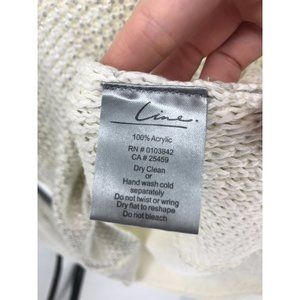 Line.
100% Acrylic
RN # 0103842
CA # 25459
Dry Clean
or
Hand wash cold
separately
Do not twist or wring
Dry flat to reshape
Do not bleach